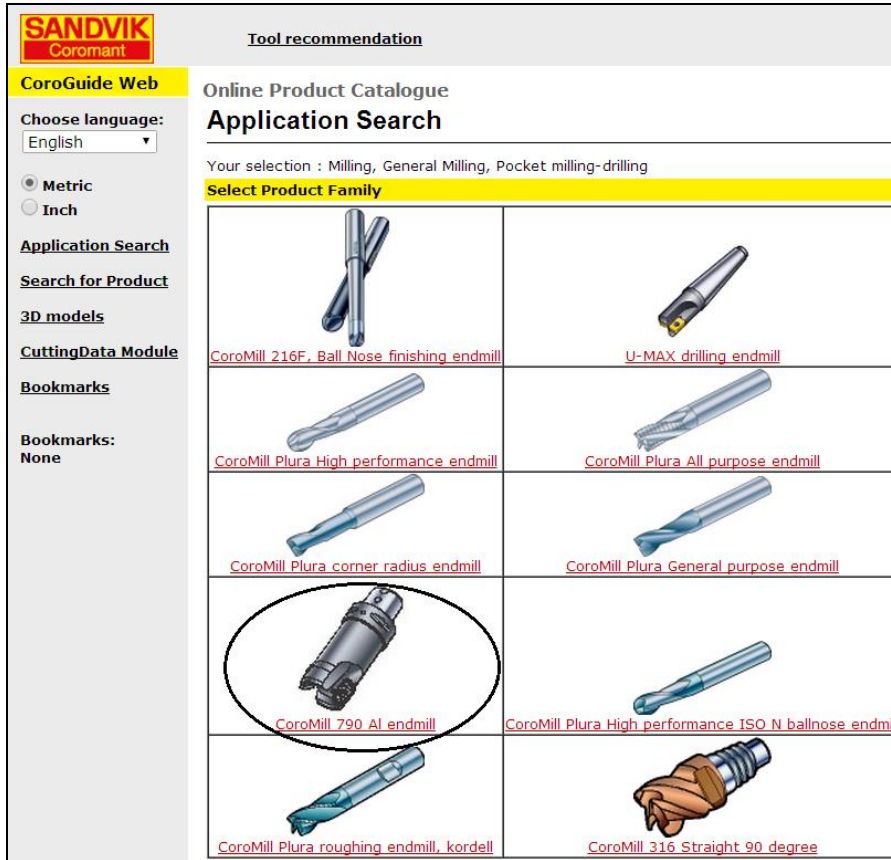 SANDVIK
Coromant
Tool recommendation
CoroGuide Web
Choose language:
English
Metric
Inch
Application Search
Search for Product
3D models
CuttingData Module
Bookmarks
Bookmarks:
None
Online Product Catalogue
Application Search
Your selection : Milling, General Milling, Pocket milling-drilling
Select Product Family
CoroMill 216F, Ball Nose finishing endmill
U-MAX drilling endmill
CoroMill Plura High performance endmill
CoroMill Plura All purpose endmill
CoroMill Plura corner radius endmill
CoroMill Plura General purpose endmill
CoroMill 790 Al endmill
CoroMill Plura High performance ISO N ballnose endmi
CoroMill Plura roughing endmill, kordell
CoroMill 316 Straight 90 degree